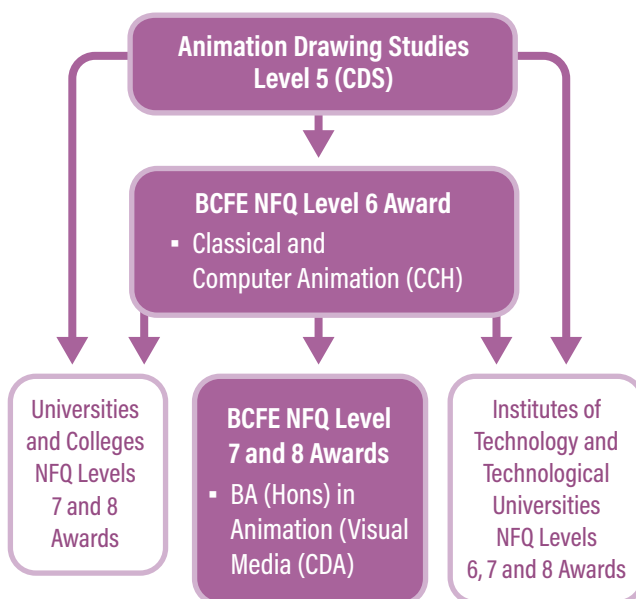 Animation Drawing Studies
Level 5 (CDS)
BCFE NFQ Level 6 Award
▪ Classical and
Computer Animation (CCH)
Universities
and Colleges
NFQ Levels
7 and 8
Awards
BCFE NFQ Level
7 and 8 Awards
▪ BA (Hons) in
Animation (Visual
Media (CDA)
Institutes of
Technology and
Technological
Universities
NFQ Levels
6, 7 and 8 Awards